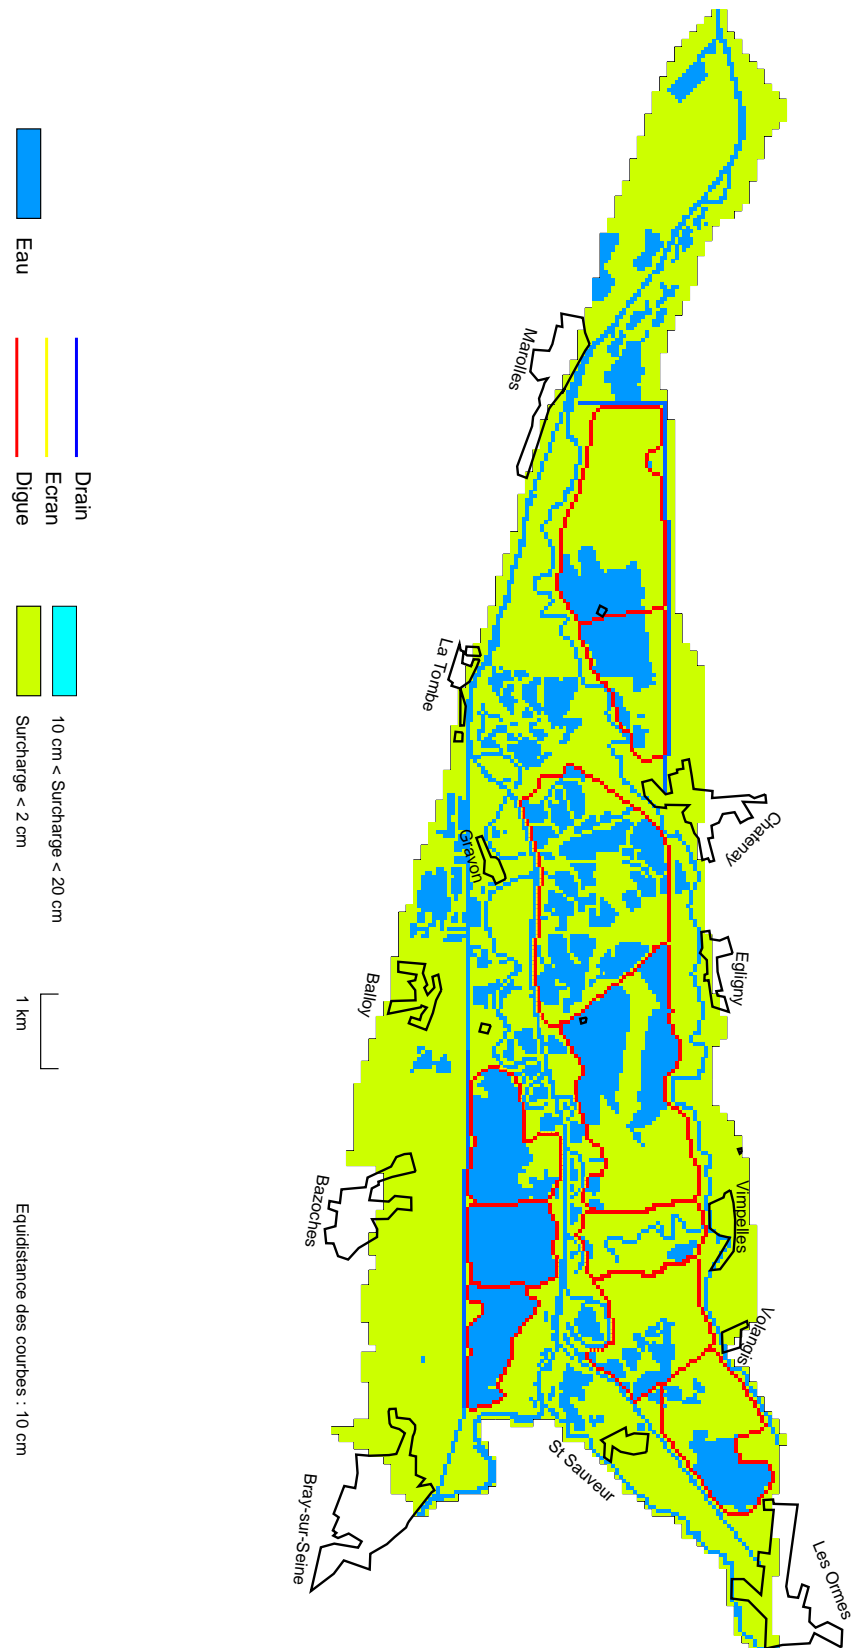 Marolles
La Tombe
Chatenay
Gravon
Egligny
Balloy
Vimpelles
Bazoches
Volangis
St Sauveur
Bray-sur-Seine
Les Ormes
Eau
Drain
Ecran
Digue
10 cm < Surcharge < 20 cm
Surcharge < 2 cm
1 km
Equidistance des courbes : 10 cm